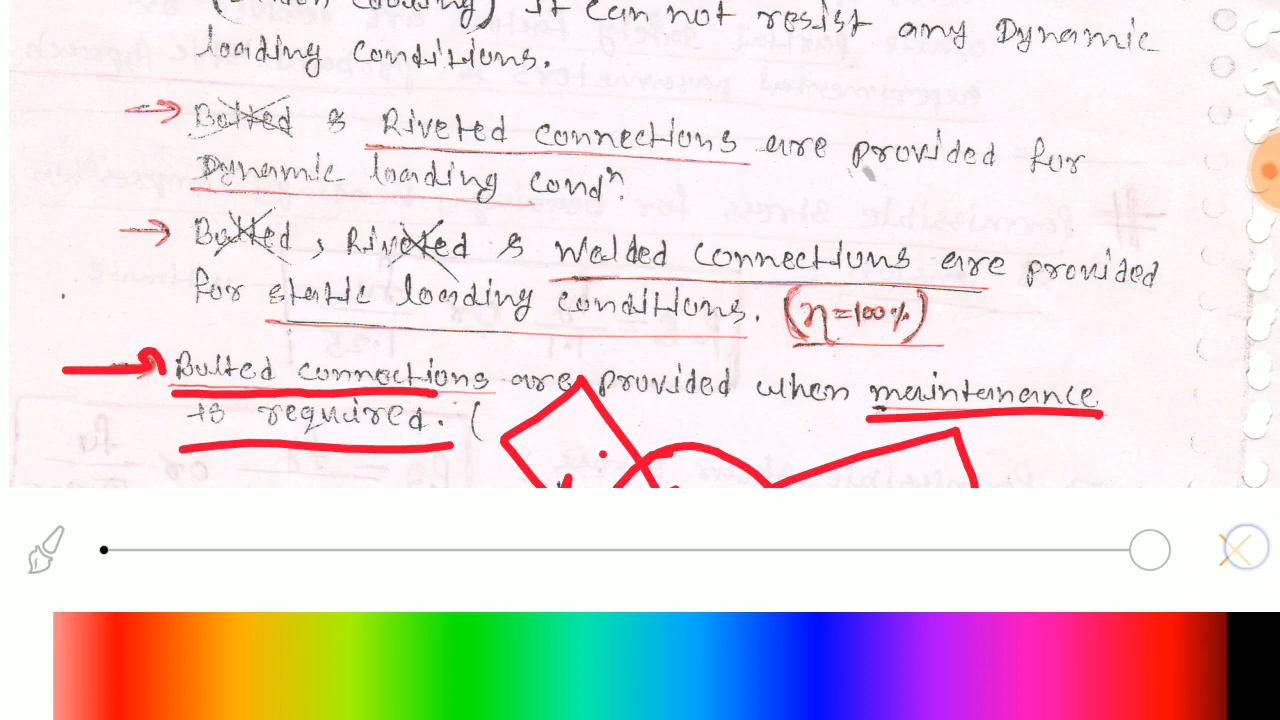 it can not resist any Dynamic
loading conditions.
→ Bolted & Riveted connections are provided for
Dynamic loading condⁿ.
→ Bolted, Riveted & Welded connections are provided
for static loading conditions. (η=100%)
→ Bolted connections are provided when maintenance
is required. (